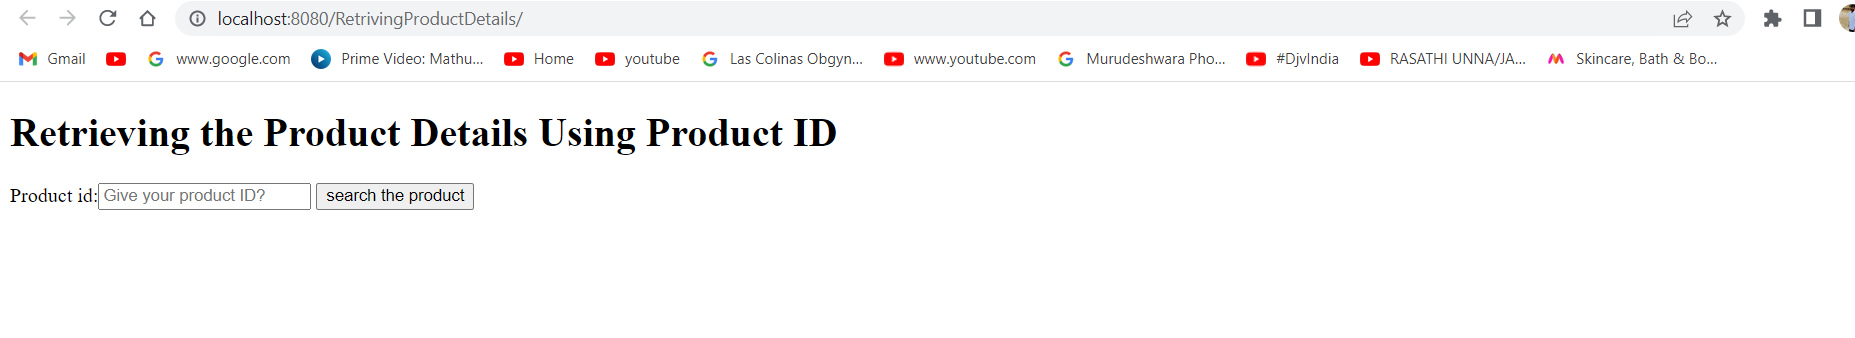 localhost:8080/RetrivingProductDetails/
Gmail www.google.com Prime Video: Mathu... Home youtube Las Colinas Obgyn... www.youtube.com Murudeshwara Pho... #DjvIndia RASATHI UNNA/JA... Skincare, Bath & Bo...
Retrieving the Product Details Using Product ID
Product id: Give your product ID? search the product